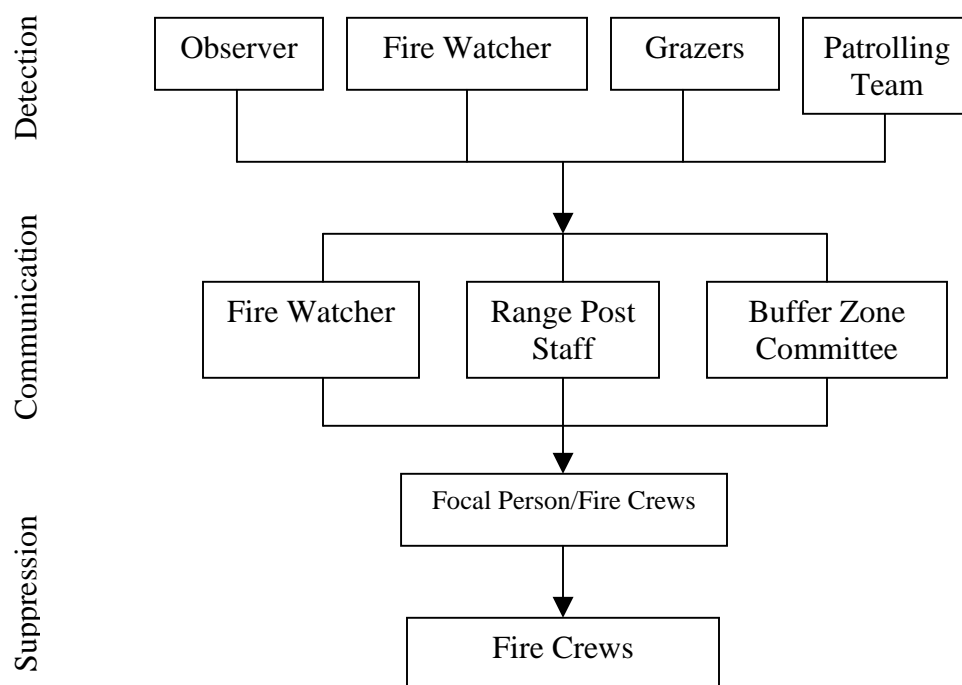 Detection
Observer
Fire Watcher
Grazers
Patrolling
Team
Communication
Fire Watcher
Range Post
Staff
Buffer Zone
Committee
Suppression
Focal Person/Fire Crews
Fire Crews